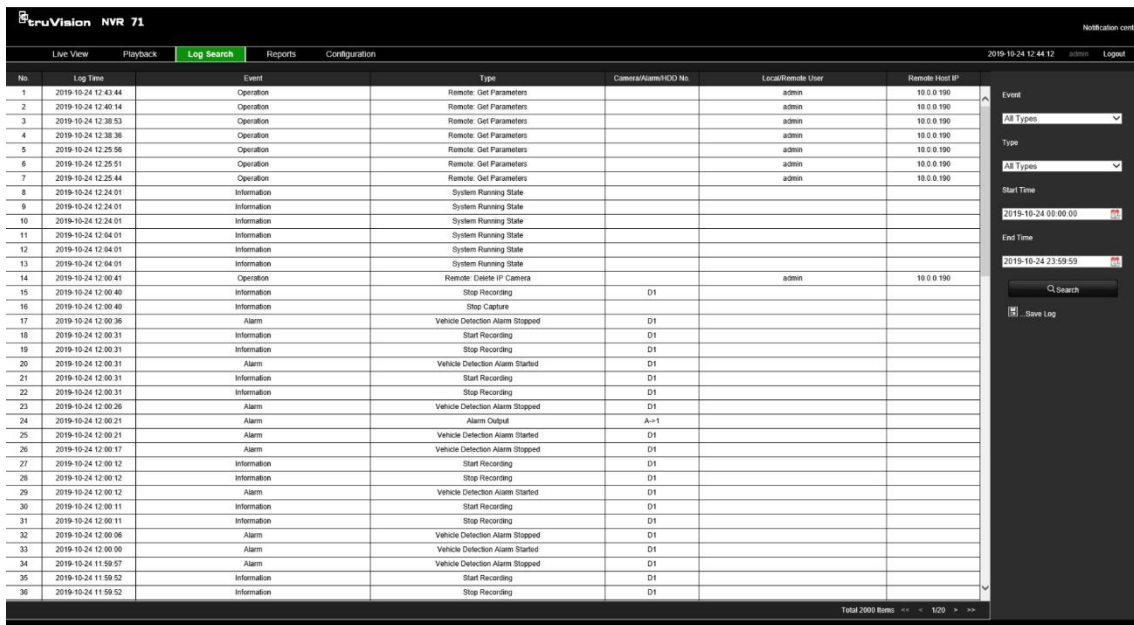 truVision NVR 71
Notification cent
Live View Playback Log Search Reports Configuration 2019-10-24 12:44:12 admin Logout
No. Log Time Event Type Camera/Alarm/HDD No. Local/Remote User Remote Host IP
1 2019-10-24 12:43:44 Operation Remote: Get Parameters admin 10.0.0.190
2 2019-10-24 12:40:14 Operation Remote: Get Parameters admin 10.0.0.190
3 2019-10-24 12:38:53 Operation Remote: Get Parameters admin 10.0.0.190
4 2019-10-24 12:38:36 Operation Remote: Get Parameters admin 10.0.0.190
5 2019-10-24 12:25:56 Operation Remote: Get Parameters admin 10.0.0.190
6 2019-10-24 12:25:51 Operation Remote: Get Parameters admin 10.0.0.190
7 2019-10-24 12:25:44 Operation Remote: Get Parameters admin 10.0.0.190
8 2019-10-24 12:24:01 Information System Running State
9 2019-10-24 12:24:01 Information System Running State
10 2019-10-24 12:24:01 Information System Running State
11 2019-10-24 12:04:01 Information System Running State
12 2019-10-24 12:04:01 Information System Running State
13 2019-10-24 12:04:01 Information System Running State
14 2019-10-24 12:00:41 Operation Remote: Delete IP Camera admin 10.0.0.190
15 2019-10-24 12:00:40 Information Stop Recording D1
16 2019-10-24 12:00:40 Information Stop Capture
17 2019-10-24 12:00:36 Alarm Vehicle Detection Alarm Stopped D1
18 2019-10-24 12:00:31 Information Start Recording D1
19 2019-10-24 12:00:31 Information Stop Recording D1
20 2019-10-24 12:00:31 Alarm Vehicle Detection Alarm Started D1
21 2019-10-24 12:00:31 Information Start Recording D1
22 2019-10-24 12:00:31 Information Stop Recording D1
23 2019-10-24 12:00:26 Alarm Vehicle Detection Alarm Stopped D1
24 2019-10-24 12:00:21 Alarm Alarm Output A->1
25 2019-10-24 12:00:21 Alarm Vehicle Detection Alarm Started D1
26 2019-10-24 12:00:17 Alarm Vehicle Detection Alarm Stopped D1
27 2019-10-24 12:00:12 Information Start Recording D1
28 2019-10-24 12:00:12 Information Stop Recording D1
29 2019-10-24 12:00:12 Alarm Vehicle Detection Alarm Started D1
30 2019-10-24 12:00:11 Information Start Recording D1
31 2019-10-24 12:00:11 Information Stop Recording D1
32 2019-10-24 12:00:06 Alarm Vehicle Detection Alarm Stopped D1
33 2019-10-24 12:00:00 Alarm Vehicle Detection Alarm Started D1
34 2019-10-24 11:59:57 Alarm Vehicle Detection Alarm Stopped D1
35 2019-10-24 11:59:52 Information Start Recording D1
36 2019-10-24 11:59:52 Information Stop Recording D1
Total 2000 Items << < 1/20 > >>
Event
All Types
Type
All Types
Start Time
2019-10-24 00:00:00
End Time
2019-10-24 23:59:59
Search
...Save Log